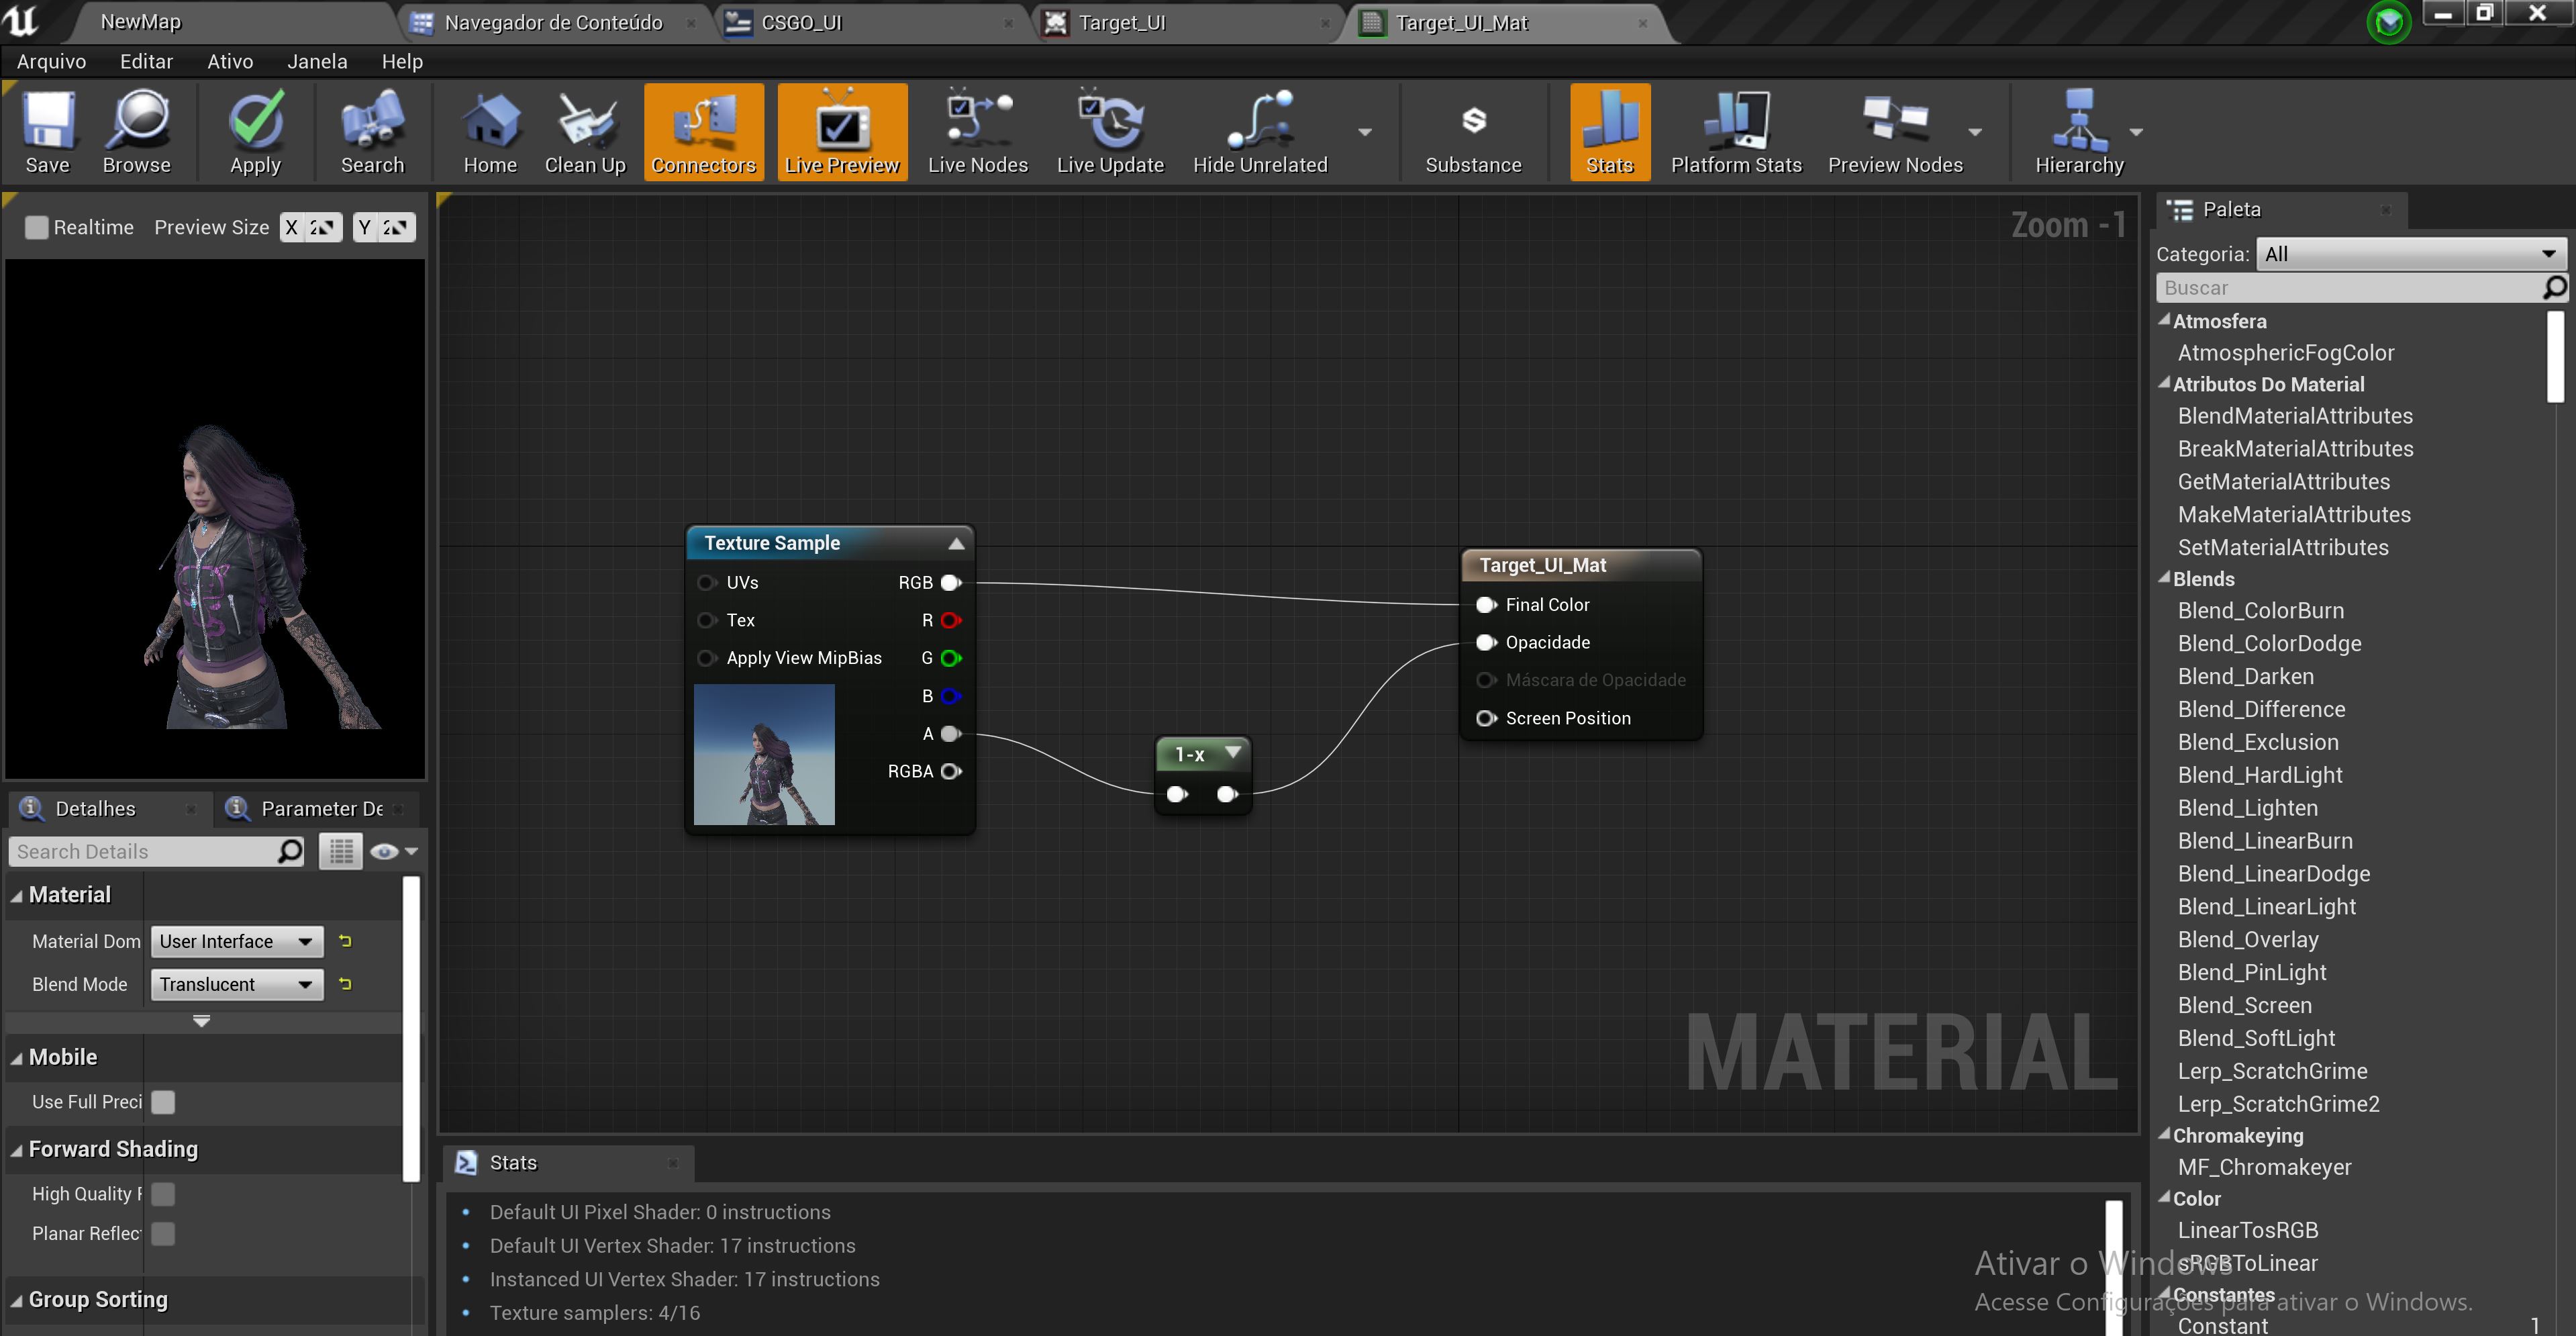 NewMap
Navegador de Conteúdo
CSGO_UI
Target_UI
Target_UI_Mat
Arquivo Editar Ativo Janela Help
Save
Browse
Apply
Search
Home
Clean Up
Connectors
Live Preview
Live Nodes
Live Update
Hide Unrelated
Substance
Stats
Platform Stats
Preview Nodes
Hierarchy
Realtime Preview Size X 2 Y 2
Zoom -1
Texture Sample
UVs RGB
Tex R
Apply View MipBias G
B
A
RGBA
1-x
Target_UI_Mat
Final Color
Opacidade
Máscara de Opacidade
Screen Position
MATERIAL
Detalhes
Parameter De
Search Details
Material
Material Dom User Interface
Blend Mode Translucent
Mobile
Use Full Preci
Forward Shading
High Quality
Planar Reflec
Group Sorting
Stats
Default UI Pixel Shader: 0 instructions
Default UI Vertex Shader: 17 instructions
Instanced UI Vertex Shader: 17 instructions
Texture samplers: 4/16
Paleta
Categoria: All
Buscar
Atmosfera
AtmosphericFogColor
Atributos Do Material
BlendMaterialAttributes
BreakMaterialAttributes
GetMaterialAttributes
MakeMaterialAttributes
SetMaterialAttributes
Blends
Blend_ColorBurn
Blend_ColorDodge
Blend_Darken
Blend_Difference
Blend_Exclusion
Blend_HardLight
Blend_Lighten
Blend_LinearBurn
Blend_LinearDodge
Blend_LinearLight
Blend_Overlay
Blend_PinLight
Blend_Screen
Blend_SoftLight
Lerp_ScratchGrime
Lerp_ScratchGrime2
Chromakeying
MF_Chromakeyer
Color
LinearTosRGB
sRGBToLinear
Constantes
Constant 1
Ativar o Windows
Acesse Configurações para ativar o Windows.